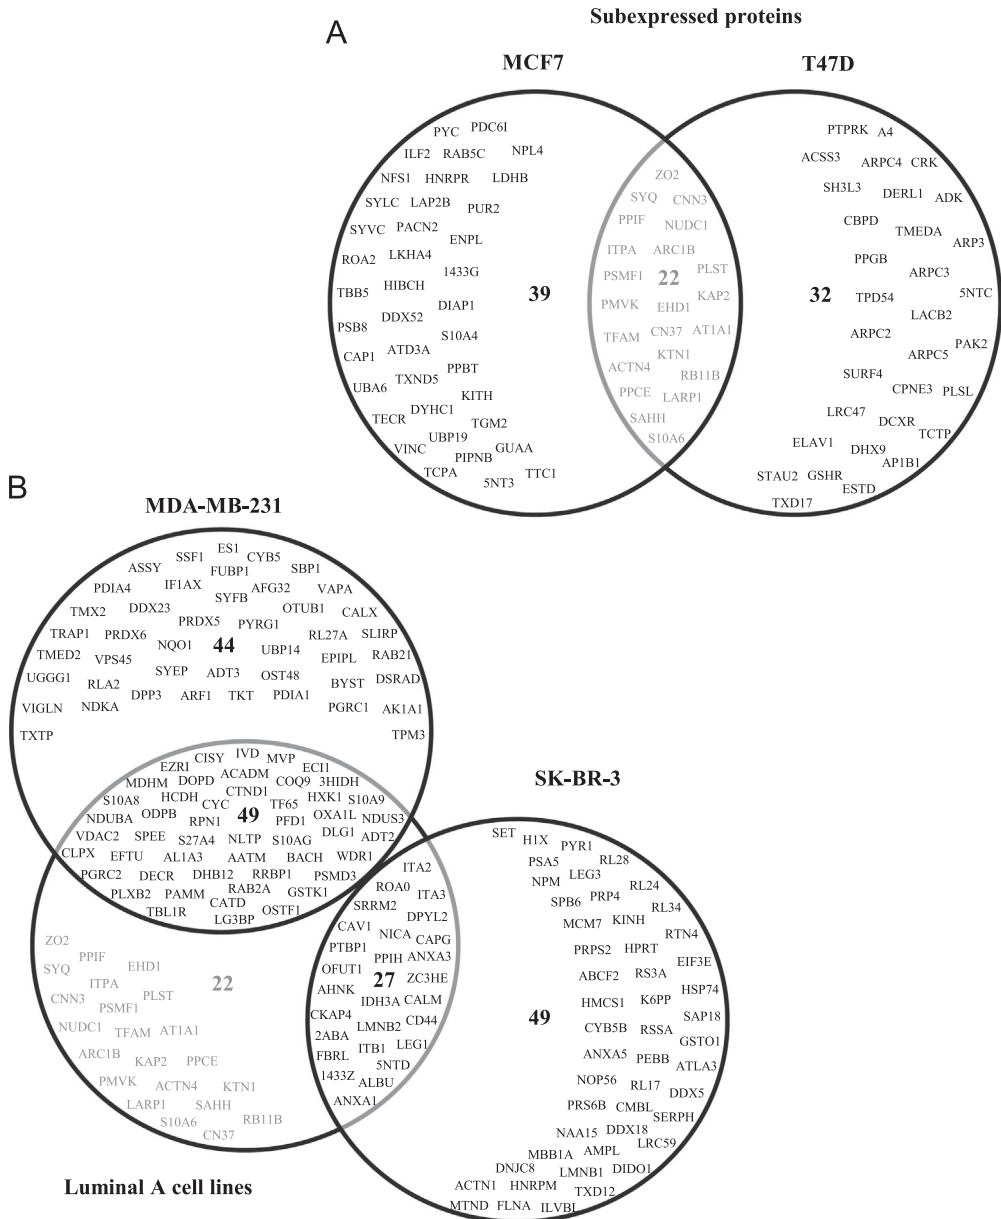 A
Subexpressed proteins
MCF7
T47D
PYC PDC6I
ILF2 RAB5C NPL4
NFS1 HNRPR LDHB
SYLC LAP2B PUR2
SYVC PACN2 ENPL
ROA2 LKHA4 1433G
TBB5 HIBCH DIAP1
PSB8 DDX52 S10A4
CAP1 ATD3A PPBT
UBA6 TXND5 KITH
TECR DYHC1 TGM2
VINC UBP19 GUAA
TCPA PIPNB TTC1
5NT3
39
ZO2
SYQ CNN3
PPIF NUDC1
ITPA ARC1B
PSMF1 22 PLST
PMVK EHD1 KAP2
TFAM CN37 AT1A1
KTN1
ACTN4 RB11B
PPCE LARP1
SAHH
S10A6
PTPRK A4
ACSS3 ARPC4 CRK
SH3L3 DERL1 ADK
CBPD TMEDA ARP3
PPGB ARPC3
32 TPD54 5NTC
LACB2
ARPC2 PAK2
ARPC5
SURF4 CPNE3 PLSL
LRC47 DCXR TCTP
ELAV1 DHX9 AP1B1
STAU2 GSHR ESTD
TXD17
B
MDA-MB-231
ES1
SSF1 CYB5
ASSY FUBP1 SBP1
PDIA4 IF1AX AFG32 VAPA
SYFB
TMX2 DDX23 OTUB1 CALX
PRDX5 PYRG1
TRAP1 PRDX6 RL27A SLIRP
NQO1 44 UBP14
TMED2 VPS45 EPIPL RAB21
UGGG1 SYEP ADT3 OST48 DSRAD
RLA2 BYST
DPP3 ARF1 TKT PDIA1
VIGLN NDKA PGRC1 AK1A1
TXTP TPM3
CISY IVD MVP
EZRI ECI1
MDHM DOPD ACADM COQ9 3HIDH
CTND1
S10A8 HCDH CYC TF65 HXK1 S10A9
NDUBA ODPB RPN1 49 PFD1 OXA1L NDUS3
VDAC2 SPEE S27A4 NLTP S10AG DLG1 ADT2
CLPX EFTU AL1A3 AATM BACH WDR1
PGRC2 DECR DHB12 RRBP1 PSMD3
PLXB2 PAMM RAB2A GSTK1
TBL1R CATD OSTF1
LG3BP
SK-BR-3
ITA2
ROA0 ITA3
SRRM2 DPYL2
CAV1 NICA CAPG
PTBP1 PPIH ANXA3
OFUT1 27 ZC3HE
AHNK IDH3A CALM
CKAP4 LMNB2 CD44
2ABA ITB1 LEG1
FBRL 5NTD
1433Z ALBU
ANXA1
SET H1X PYR1
PSA5 RL28
NPM LEG3 RL24
SPB6 PRP4 RL34
MCM7 KINH RTN4
PRPS2 HPRT EIF3E
ABCF2 RS3A HSP74
HMCS1 K6PP SAP18
49 CYB5B RSSA GSTO1
ANXA5 PEBB ATLA3
NOP56 RL17 DDX5
PRS6B CMBL SERPH
NAA15 DDX18 LRC59
MBB1A AMPL
DNJC8 LMNB1 DIDO1
ACTN1 HNRPM TXD12
MTND FLNA ILVBL
ZO2
SYQ PPIF EHD1
ITPA 22
CNN3 PLST
PSMF1
NUDC1 TFAM AT1A1
ARC1B KAP2 PPCE
PMVK ACTN4 KTN1
LARP1 SAHH
S10A6 RB11B
CN37
Luminal A cell lines